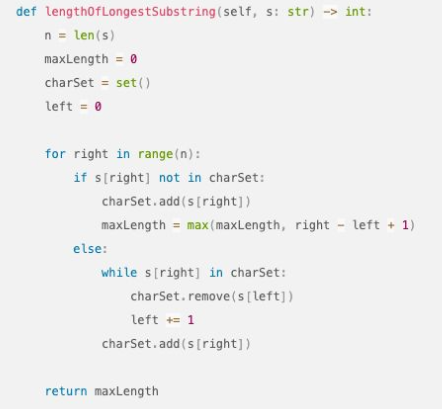 def lengthOfLongestSubstring(self, s: str) -> int:
    n = len(s)
    maxLength = 0
    charSet = set()
    left = 0

    for right in range(n):
        if s[right] not in charSet:
            charSet.add(s[right])
            maxLength = max(maxLength, right - left + 1)
        else:
            while s[right] in charSet:
                charSet.remove(s[left])
                left += 1
            charSet.add(s[right])

    return maxLength